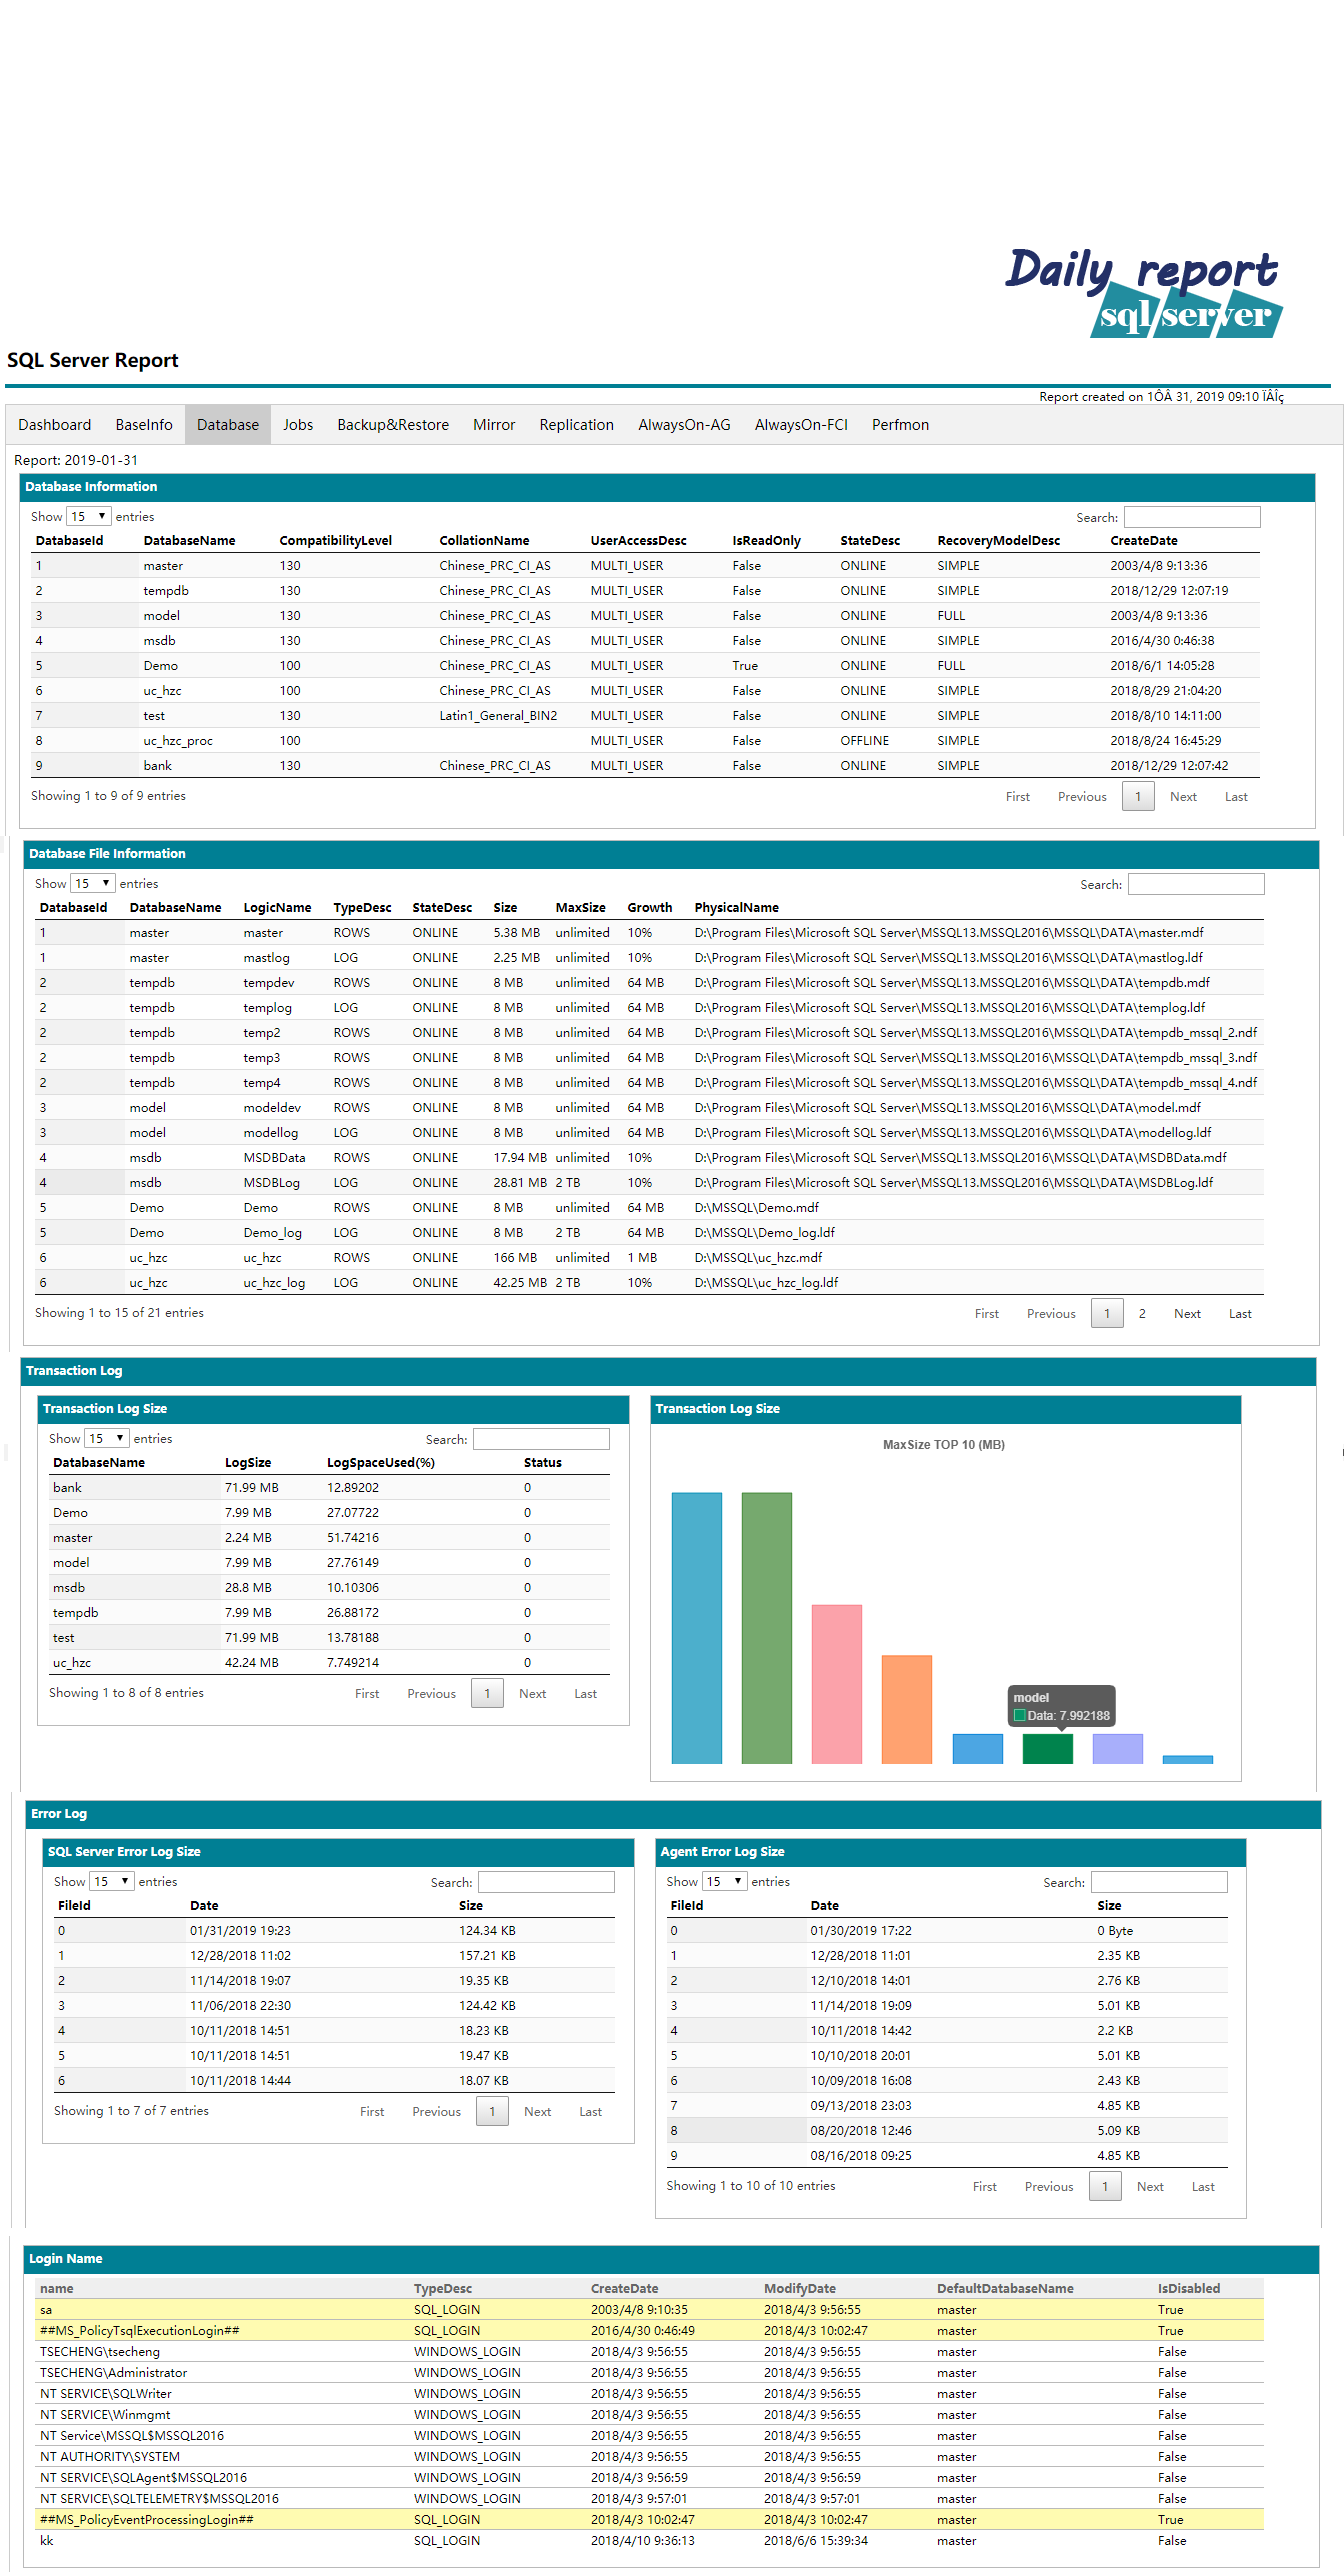 Daily report
sql server
SQL Server Report
Report created on 1ÔÂ 31, 2019 09:10 ÏÂÎç
Dashboard BaseInfo Database Jobs Backup&Restore Mirror Replication AlwaysOn-AG AlwaysOn-FCI Perfmon
Report: 2019-01-31
Database Information
Show 15 entries Search:
DatabaseId DatabaseName CompatibilityLevel CollationName UserAccessDesc IsReadOnly StateDesc RecoveryModelDesc CreateDate
1 master 130 Chinese_PRC_CI_AS MULTI_USER False ONLINE SIMPLE 2003/4/8 9:13:36
2 tempdb 130 Chinese_PRC_CI_AS MULTI_USER False ONLINE SIMPLE 2018/12/29 12:07:19
3 model 130 Chinese_PRC_CI_AS MULTI_USER False ONLINE FULL 2003/4/8 9:13:36
4 msdb 130 Chinese_PRC_CI_AS MULTI_USER False ONLINE SIMPLE 2016/4/30 0:46:38
5 Demo 100 Chinese_PRC_CI_AS MULTI_USER True ONLINE FULL 2018/6/1 14:05:28
6 uc_hzc 100 Chinese_PRC_CI_AS MULTI_USER False ONLINE SIMPLE 2018/8/29 21:04:20
7 test 130 Latin1_General_BIN2 MULTI_USER False ONLINE SIMPLE 2018/8/10 14:11:00
8 uc_hzc_proc 100 MULTI_USER False OFFLINE SIMPLE 2018/8/24 16:45:29
9 bank 130 Chinese_PRC_CI_AS MULTI_USER False ONLINE SIMPLE 2018/12/29 12:07:42
Showing 1 to 9 of 9 entries First Previous 1 Next Last
Database File Information
Show 15 entries Search:
DatabaseId DatabaseName LogicName TypeDesc StateDesc Size MaxSize Growth PhysicalName
1 master master ROWS ONLINE 5.38 MB unlimited 10% D:\Program Files\Microsoft SQL Server\MSSQL13.MSSQL2016\MSSQL\DATA\master.mdf
1 master mastlog LOG ONLINE 2.25 MB unlimited 10% D:\Program Files\Microsoft SQL Server\MSSQL13.MSSQL2016\MSSQL\DATA\mastlog.ldf
2 tempdb tempdev ROWS ONLINE 8 MB unlimited 64 MB D:\Program Files\Microsoft SQL Server\MSSQL13.MSSQL2016\MSSQL\DATA\tempdb.mdf
2 tempdb templog LOG ONLINE 8 MB unlimited 64 MB D:\Program Files\Microsoft SQL Server\MSSQL13.MSSQL2016\MSSQL\DATA\templog.ldf
2 tempdb temp2 ROWS ONLINE 8 MB unlimited 64 MB D:\Program Files\Microsoft SQL Server\MSSQL13.MSSQL2016\MSSQL\DATA\tempdb_mssql_2.ndf
2 tempdb temp3 ROWS ONLINE 8 MB unlimited 64 MB D:\Program Files\Microsoft SQL Server\MSSQL13.MSSQL2016\MSSQL\DATA\tempdb_mssql_3.ndf
2 tempdb temp4 ROWS ONLINE 8 MB unlimited 64 MB D:\Program Files\Microsoft SQL Server\MSSQL13.MSSQL2016\MSSQL\DATA\tempdb_mssql_4.ndf
3 model modeldev ROWS ONLINE 8 MB unlimited 64 MB D:\Program Files\Microsoft SQL Server\MSSQL13.MSSQL2016\MSSQL\DATA\model.mdf
3 model modellog LOG ONLINE 8 MB unlimited 64 MB D:\Program Files\Microsoft SQL Server\MSSQL13.MSSQL2016\MSSQL\DATA\modellog.ldf
4 msdb MSDBData ROWS ONLINE 17.94 MB unlimited 10% D:\Program Files\Microsoft SQL Server\MSSQL13.MSSQL2016\MSSQL\DATA\MSDBData.mdf
4 msdb MSDBLog LOG ONLINE 28.81 MB 2 TB 10% D:\Program Files\Microsoft SQL Server\MSSQL13.MSSQL2016\MSSQL\DATA\MSDBLog.ldf
5 Demo Demo ROWS ONLINE 8 MB unlimited 64 MB D:\MSSQL\Demo.mdf
5 Demo Demo_log LOG ONLINE 8 MB 2 TB 64 MB D:\MSSQL\Demo_log.ldf
6 uc_hzc uc_hzc ROWS ONLINE 166 MB unlimited 1 MB D:\MSSQL\uc_hzc.mdf
6 uc_hzc uc_hzc_log LOG ONLINE 42.25 MB 2 TB 10% D:\MSSQL\uc_hzc_log.ldf
Showing 1 to 15 of 21 entries First Previous 1 2 Next Last
Transaction Log
Transaction Log Size
Show 15 entries Search:
DatabaseName LogSize LogSpaceUsed(%) Status
bank 71.99 MB 12.89202 0
Demo 7.99 MB 27.07722 0
master 2.24 MB 51.74216 0
model 7.99 MB 27.76149 0
msdb 28.8 MB 10.10306 0
tempdb 7.99 MB 26.88172 0
test 71.99 MB 13.78188 0
uc_hzc 42.24 MB 7.749214 0
Showing 1 to 8 of 8 entries First Previous 1 Next Last
Transaction Log Size
MaxSize TOP 10 (MB)
model
Data: 7.992188
Error Log
SQL Server Error Log Size
Show 15 entries Search:
FileId Date Size
0 01/31/2019 19:23 124.34 KB
1 12/28/2018 11:02 157.21 KB
2 11/14/2018 19:07 19.35 KB
3 11/06/2018 22:30 124.42 KB
4 10/11/2018 14:51 18.23 KB
5 10/11/2018 14:51 19.47 KB
6 10/11/2018 14:44 18.07 KB
Showing 1 to 7 of 7 entries First Previous 1 Next Last
Agent Error Log Size
Show 15 entries Search:
FileId Date Size
0 01/30/2019 17:22 0 Byte
1 12/28/2018 11:01 2.35 KB
2 12/10/2018 14:01 2.76 KB
3 11/14/2018 19:09 5.01 KB
4 10/11/2018 14:42 2.2 KB
5 10/10/2018 20:01 5.01 KB
6 10/09/2018 16:08 2.43 KB
7 09/13/2018 23:03 4.85 KB
8 08/20/2018 12:46 5.09 KB
9 08/16/2018 09:25 4.85 KB
Showing 1 to 10 of 10 entries First Previous 1 Next Last
Login Name
name TypeDesc CreateDate ModifyDate DefaultDatabaseName IsDisabled
sa SQL_LOGIN 2003/4/8 9:10:35 2018/4/3 9:56:55 master True
##MS_PolicyTsqlExecutionLogin## SQL_LOGIN 2016/4/30 0:46:49 2018/4/3 10:02:47 master True
TSECHENG\tsecheng WINDOWS_LOGIN 2018/4/3 9:56:55 2018/4/3 9:56:55 master False
TSECHENG\Administrator WINDOWS_LOGIN 2018/4/3 9:56:55 2018/4/3 9:56:55 master False
NT SERVICE\SQLWriter WINDOWS_LOGIN 2018/4/3 9:56:55 2018/4/3 9:56:55 master False
NT SERVICE\Winmgmt WINDOWS_LOGIN 2018/4/3 9:56:55 2018/4/3 9:56:55 master False
NT Service\MSSQL$MSSQL2016 WINDOWS_LOGIN 2018/4/3 9:56:55 2018/4/3 9:56:55 master False
NT AUTHORITY\SYSTEM WINDOWS_LOGIN 2018/4/3 9:56:55 2018/4/3 9:56:55 master False
NT SERVICE\SQLAgent$MSSQL2016 WINDOWS_LOGIN 2018/4/3 9:56:59 2018/4/3 9:56:59 master False
NT SERVICE\SQLTELEMETRY$MSSQL2016 WINDOWS_LOGIN 2018/4/3 9:57:01 2018/4/3 9:57:01 master False
##MS_PolicyEventProcessingLogin## SQL_LOGIN 2018/4/3 10:02:47 2018/4/3 10:02:47 master True
kk SQL_LOGIN 2018/4/10 9:36:13 2018/6/6 15:39:34 master False